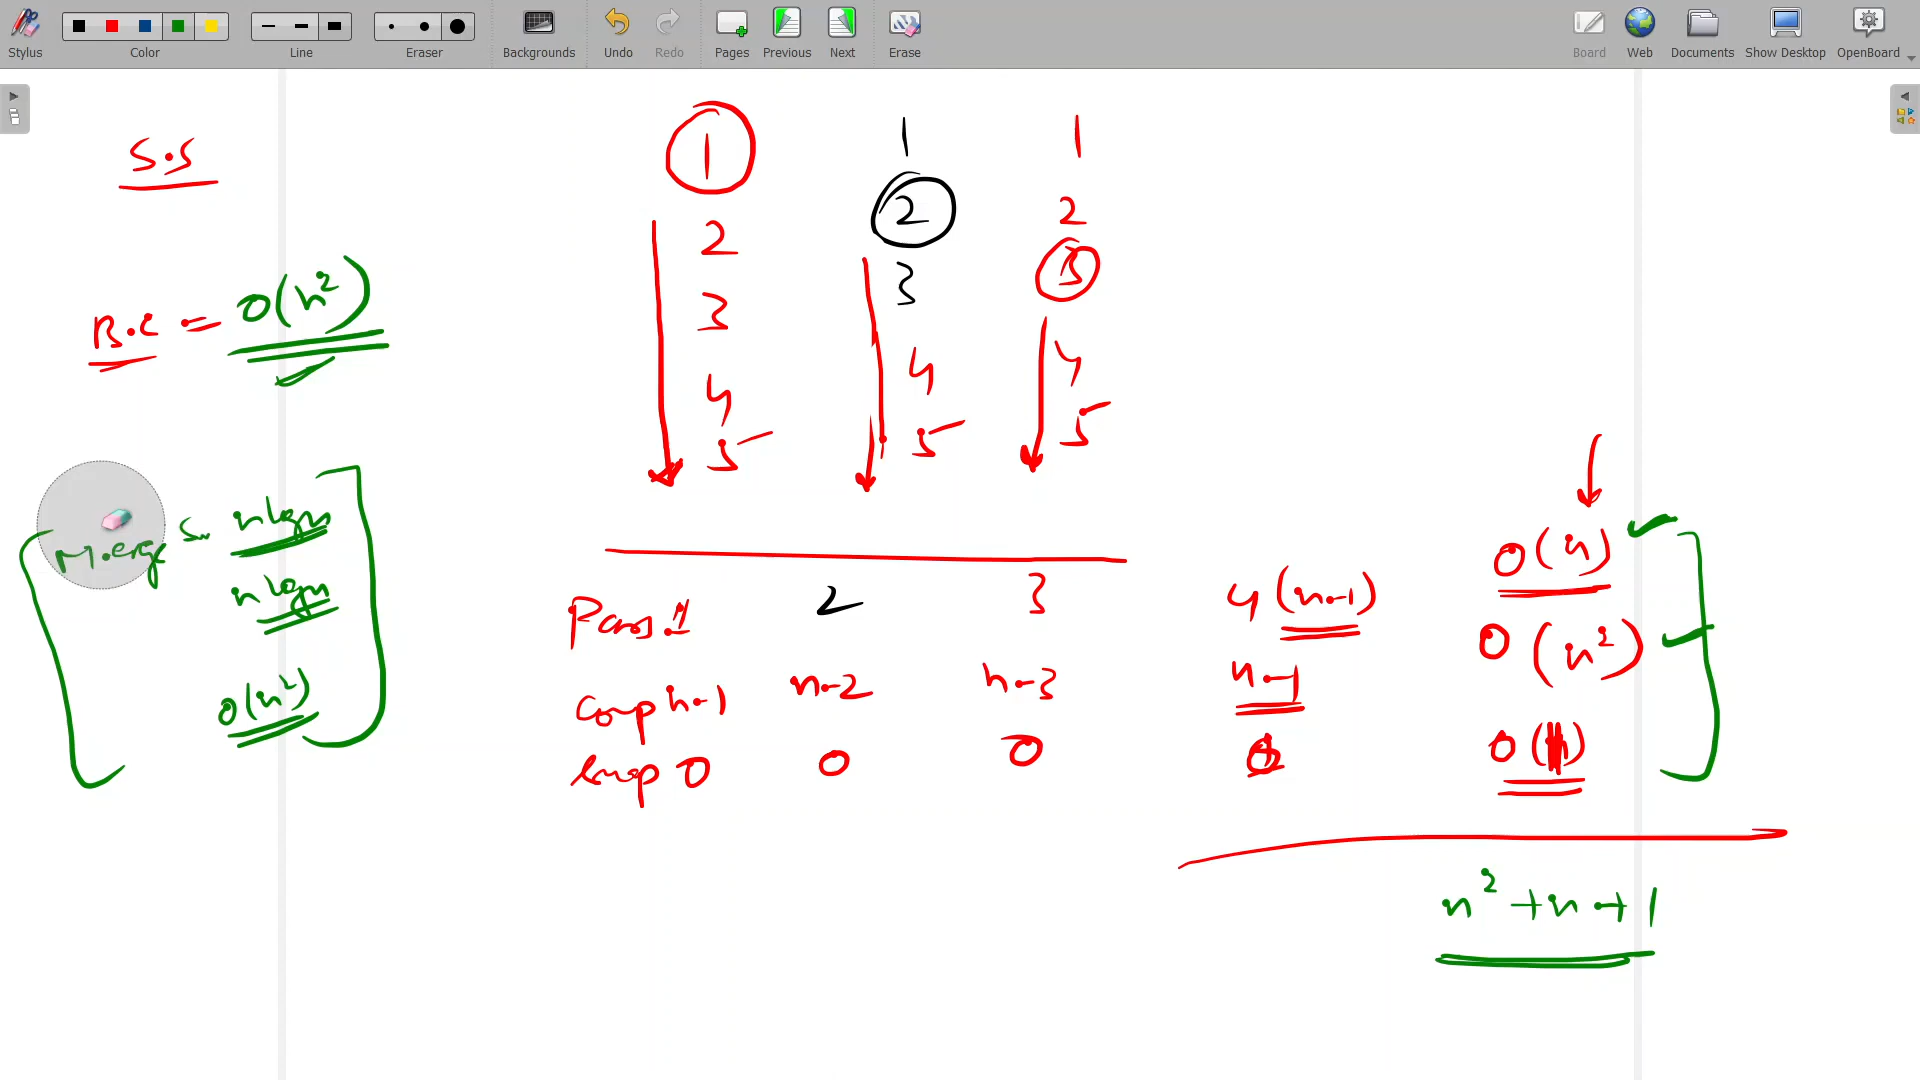 Stylus Color Line Eraser Backgrounds Undo Redo Pages Previous Next Erase Board Web Documents Show Desktop OpenBoard
S.S
B.C = O(n²)
1 1 1
2 2 2
3 3 3
4 4 4
5 5 5
nlgn
Merge
nlgn
O(n²)
Pass 1 2 3 4 (n-1) O(n)
Comp n-1 n-2 n-3 n-1 O(n²)
swap 0 0 0
n² + n + 1